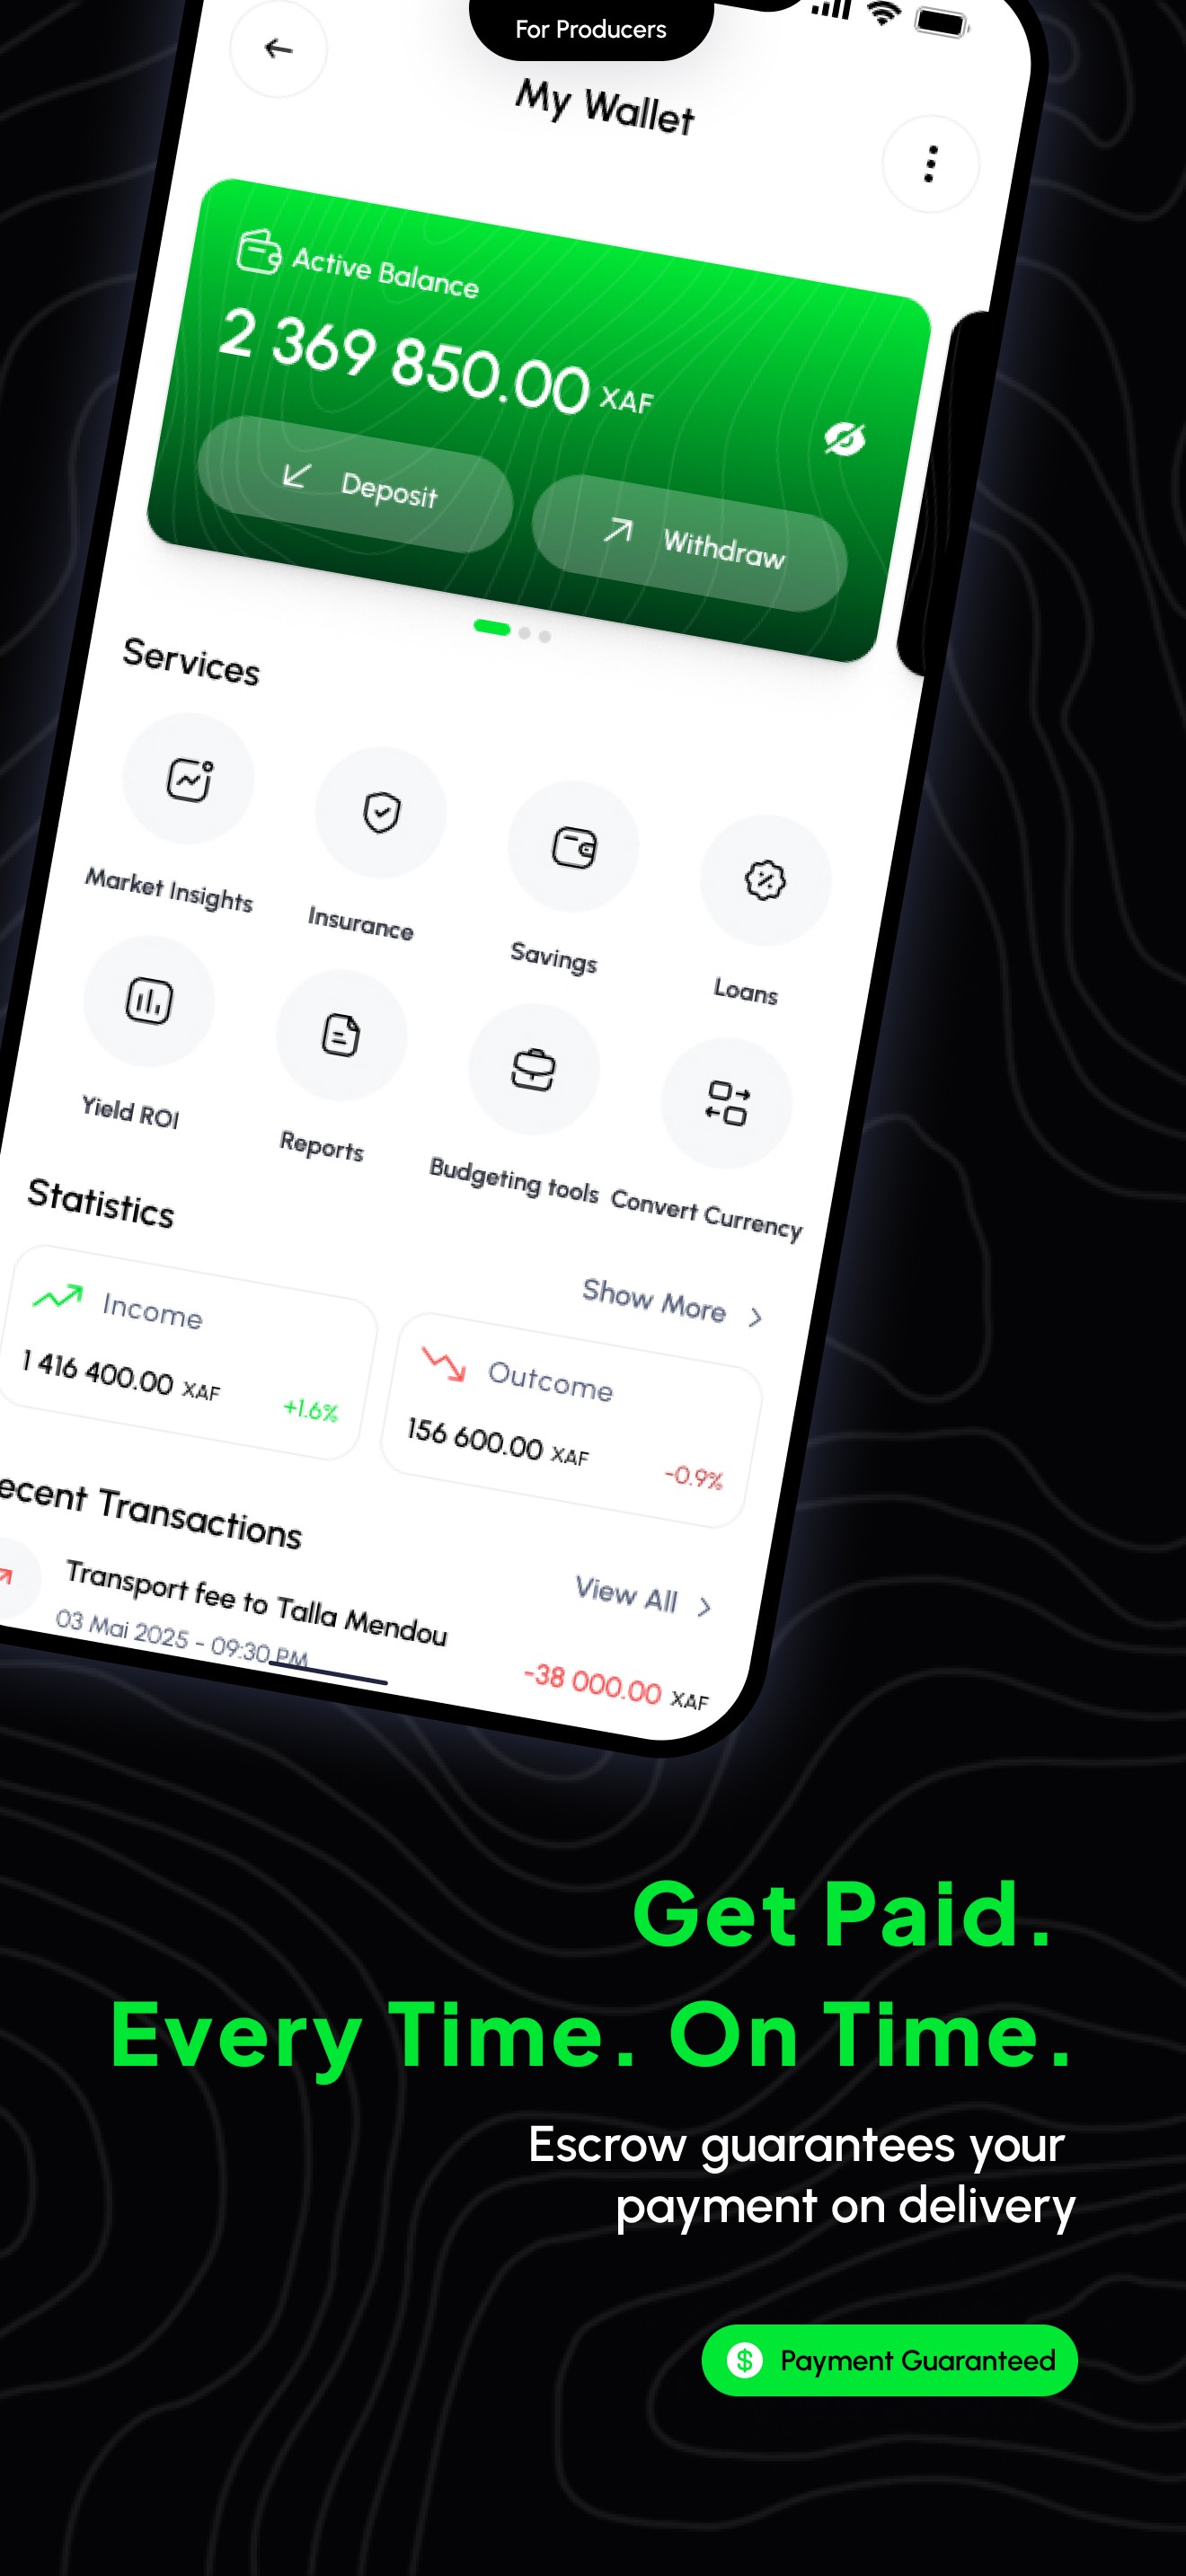 For Producers
My Wallet
Active Balance
2 369 850.00 XAF
Deposit
Withdraw
Services
Market Insights
Insurance
Savings
Loans
Yield ROI
Reports
Budgeting tools
Convert Currency
Statistics
Show More
Income
1 416 400.00 XAF
+1.6%
Outcome
156 600.00 XAF
-0.9%
ecent Transactions
View All
Transport fee to Talla Mendou
03 Mai 2025 - 09:30 PM
-38 000.00 XAF
Get Paid.
Every Time. On Time.
Escrow guarantees your
payment on delivery
$ Payment Guaranteed